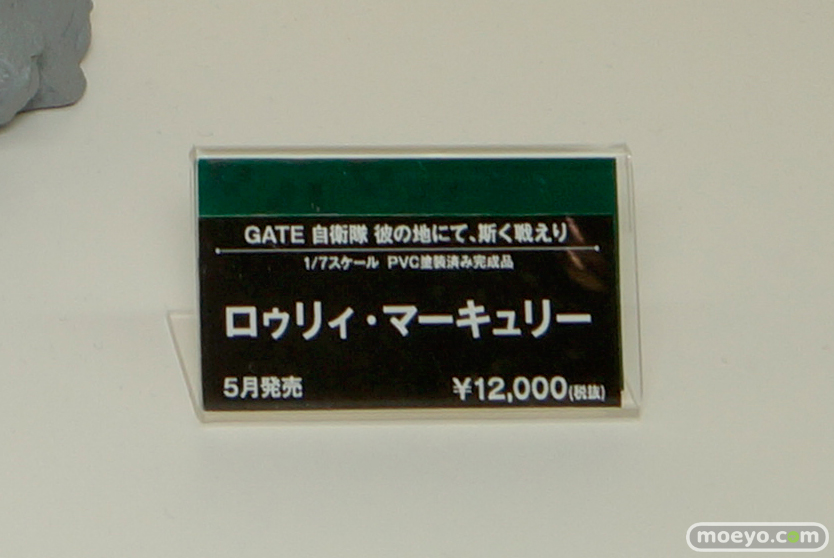 GATE 自衛隊 彼の地にて、斯く戦えり
1/7スケール PVC塗装済み完成品
ロゥリィ・マーキュリー
5月発売 ¥12,000(税抜)
moeyo.com